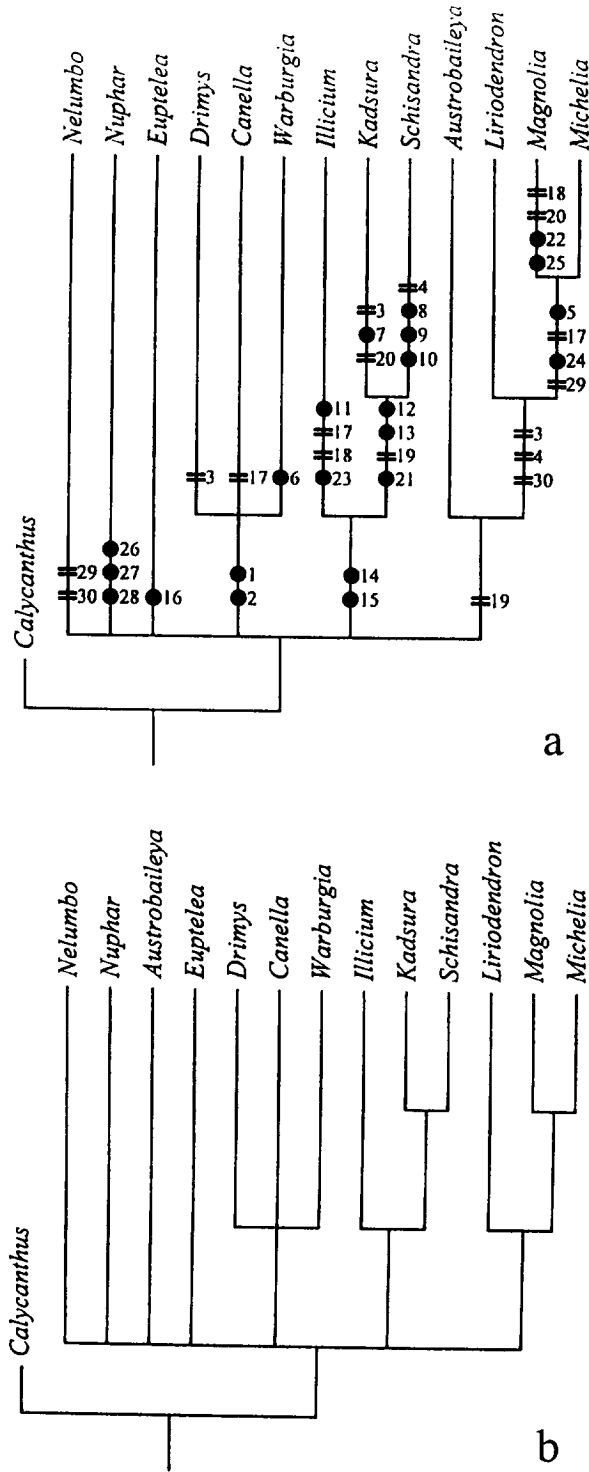 Nelumbo
Nuphar
Euptelea
Drimys
Canella
Warburgia
Illicium
Kadsura
Schisandra
Austrobaileya
Liriodendron
Magnolia
Michelia
18
20
22
25
4
3 8 5
7 9 17
20 10 24
29
11 12
17 13 3
18 19 4
3 17 6 23 21 30
26
29 27 1 14
30 28 16 2 15 19
Calycanthus
a
Nelumbo
Nuphar
Austrobaileya
Euptelea
Drimys
Canella
Warburgia
Illicium
Kadsura
Schisandra
Liriodendron
Magnolia
Michelia
Calycanthus
b